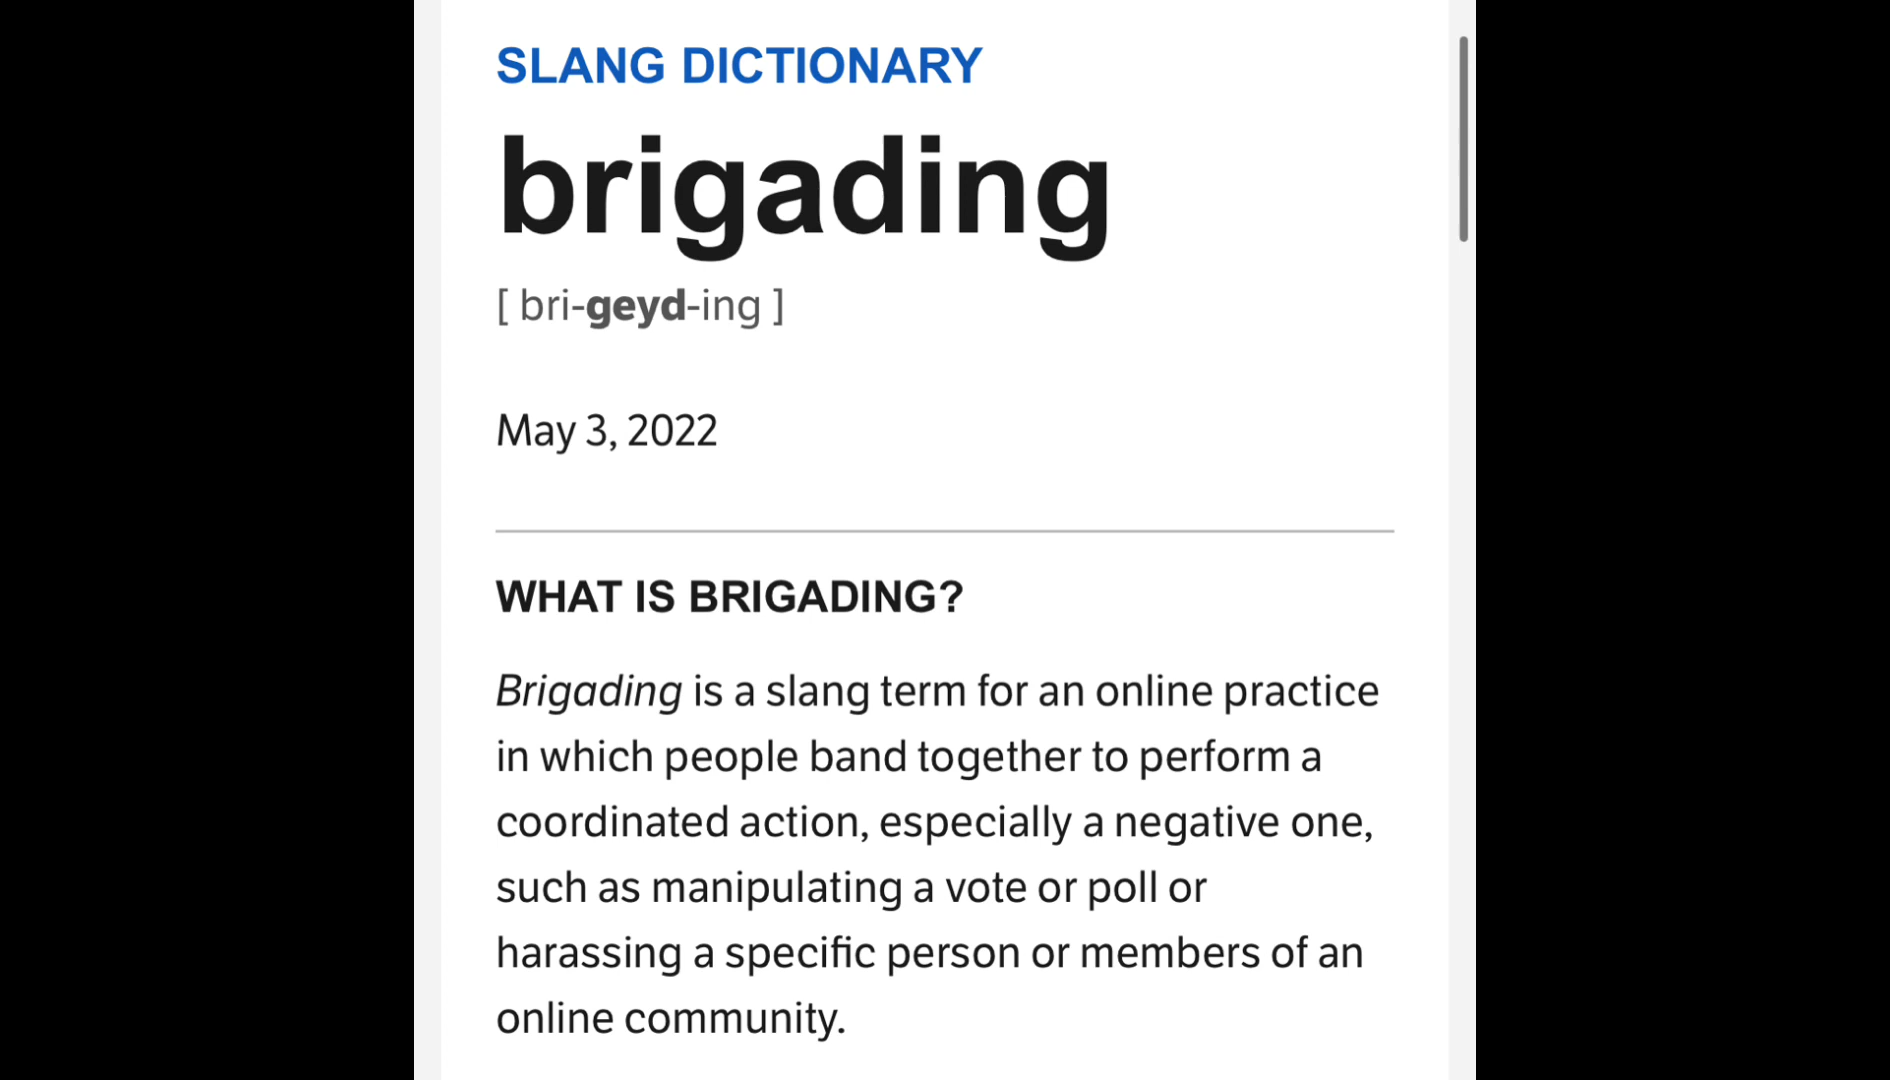 SLANG DICTIONARY
brigading
[ bri-geyd-ing ]
May 3, 2022
WHAT IS BRIGADING?
Brigading is a slang term for an online practice
in which people band together to perform a
coordinated action, especially a negative one,
such as manipulating a vote or poll or
harassing a specific person or members of an
online community.